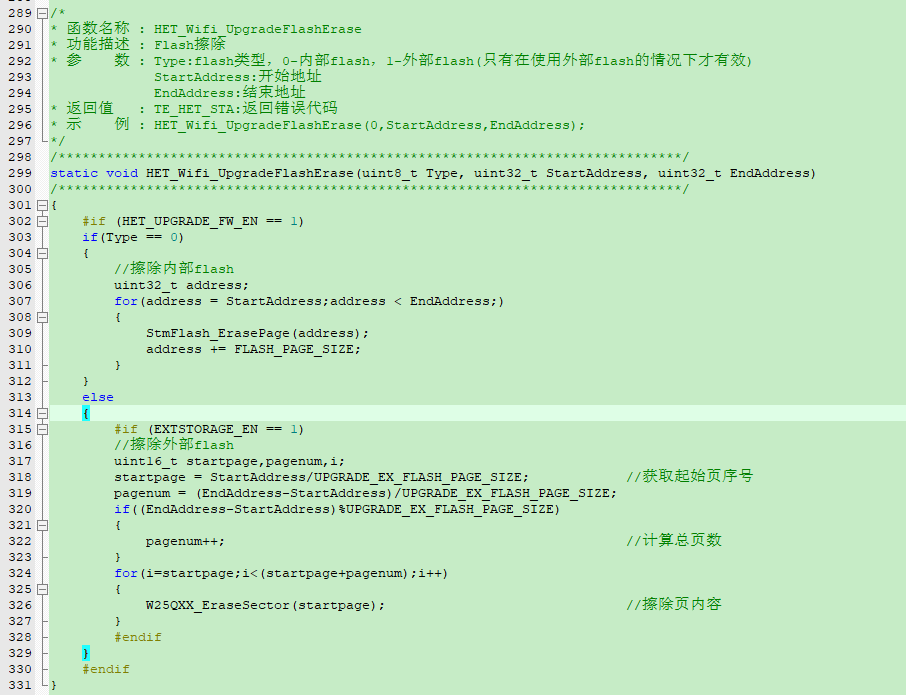 289 /*
290 * 函数名称 : HET_Wifi_UpgradeFlashErase
291 * 功能描述 : Flash擦除
292 * 参    数 : Type:flash类型, 0-内部flash, 1-外部flash(只有在使用外部flash的情况下才有效)
293              StartAddress:开始地址
294              EndAddress:结束地址
295 * 返回值   : TE_HET_STA:返回错误代码
296 * 示    例 : HET_Wifi_UpgradeFlashErase(0,StartAddress,EndAddress);
297 */
298 /******************************************************************************/
299 static void HET_Wifi_UpgradeFlashErase(uint8_t Type, uint32_t StartAddress, uint32_t EndAddress)
300 /******************************************************************************/
301 {
302     #if (HET_UPGRADE_FW_EN == 1)
303     if(Type == 0)
304     {
305         //擦除内部flash
306         uint32_t address;
307         for(address = StartAddress;address < EndAddress;)
308         {
309             StmFlash_ErasePage(address);
310             address += FLASH_PAGE_SIZE;
311         }
312     }
313     else
314     {
315         #if (EXTSTORAGE_EN == 1)
316         //擦除外部flash
317         uint16_t startpage,pagenum,i;
318         startpage = StartAddress/UPGRADE_EX_FLASH_PAGE_SIZE;            //获取起始页序号
319         pagenum = (EndAddress-StartAddress)/UPGRADE_EX_FLASH_PAGE_SIZE;
320         if((EndAddress-StartAddress)%UPGRADE_EX_FLASH_PAGE_SIZE)
321         {
322             pagenum++;                                                  //计算总页数
323         }
324         for(i=startpage;i<(startpage+pagenum);i++)
325         {
326             W25QXX_EraseSector(startpage);                              //擦除页内容
327         }
328         #endif
329     }
330     #endif
331 }